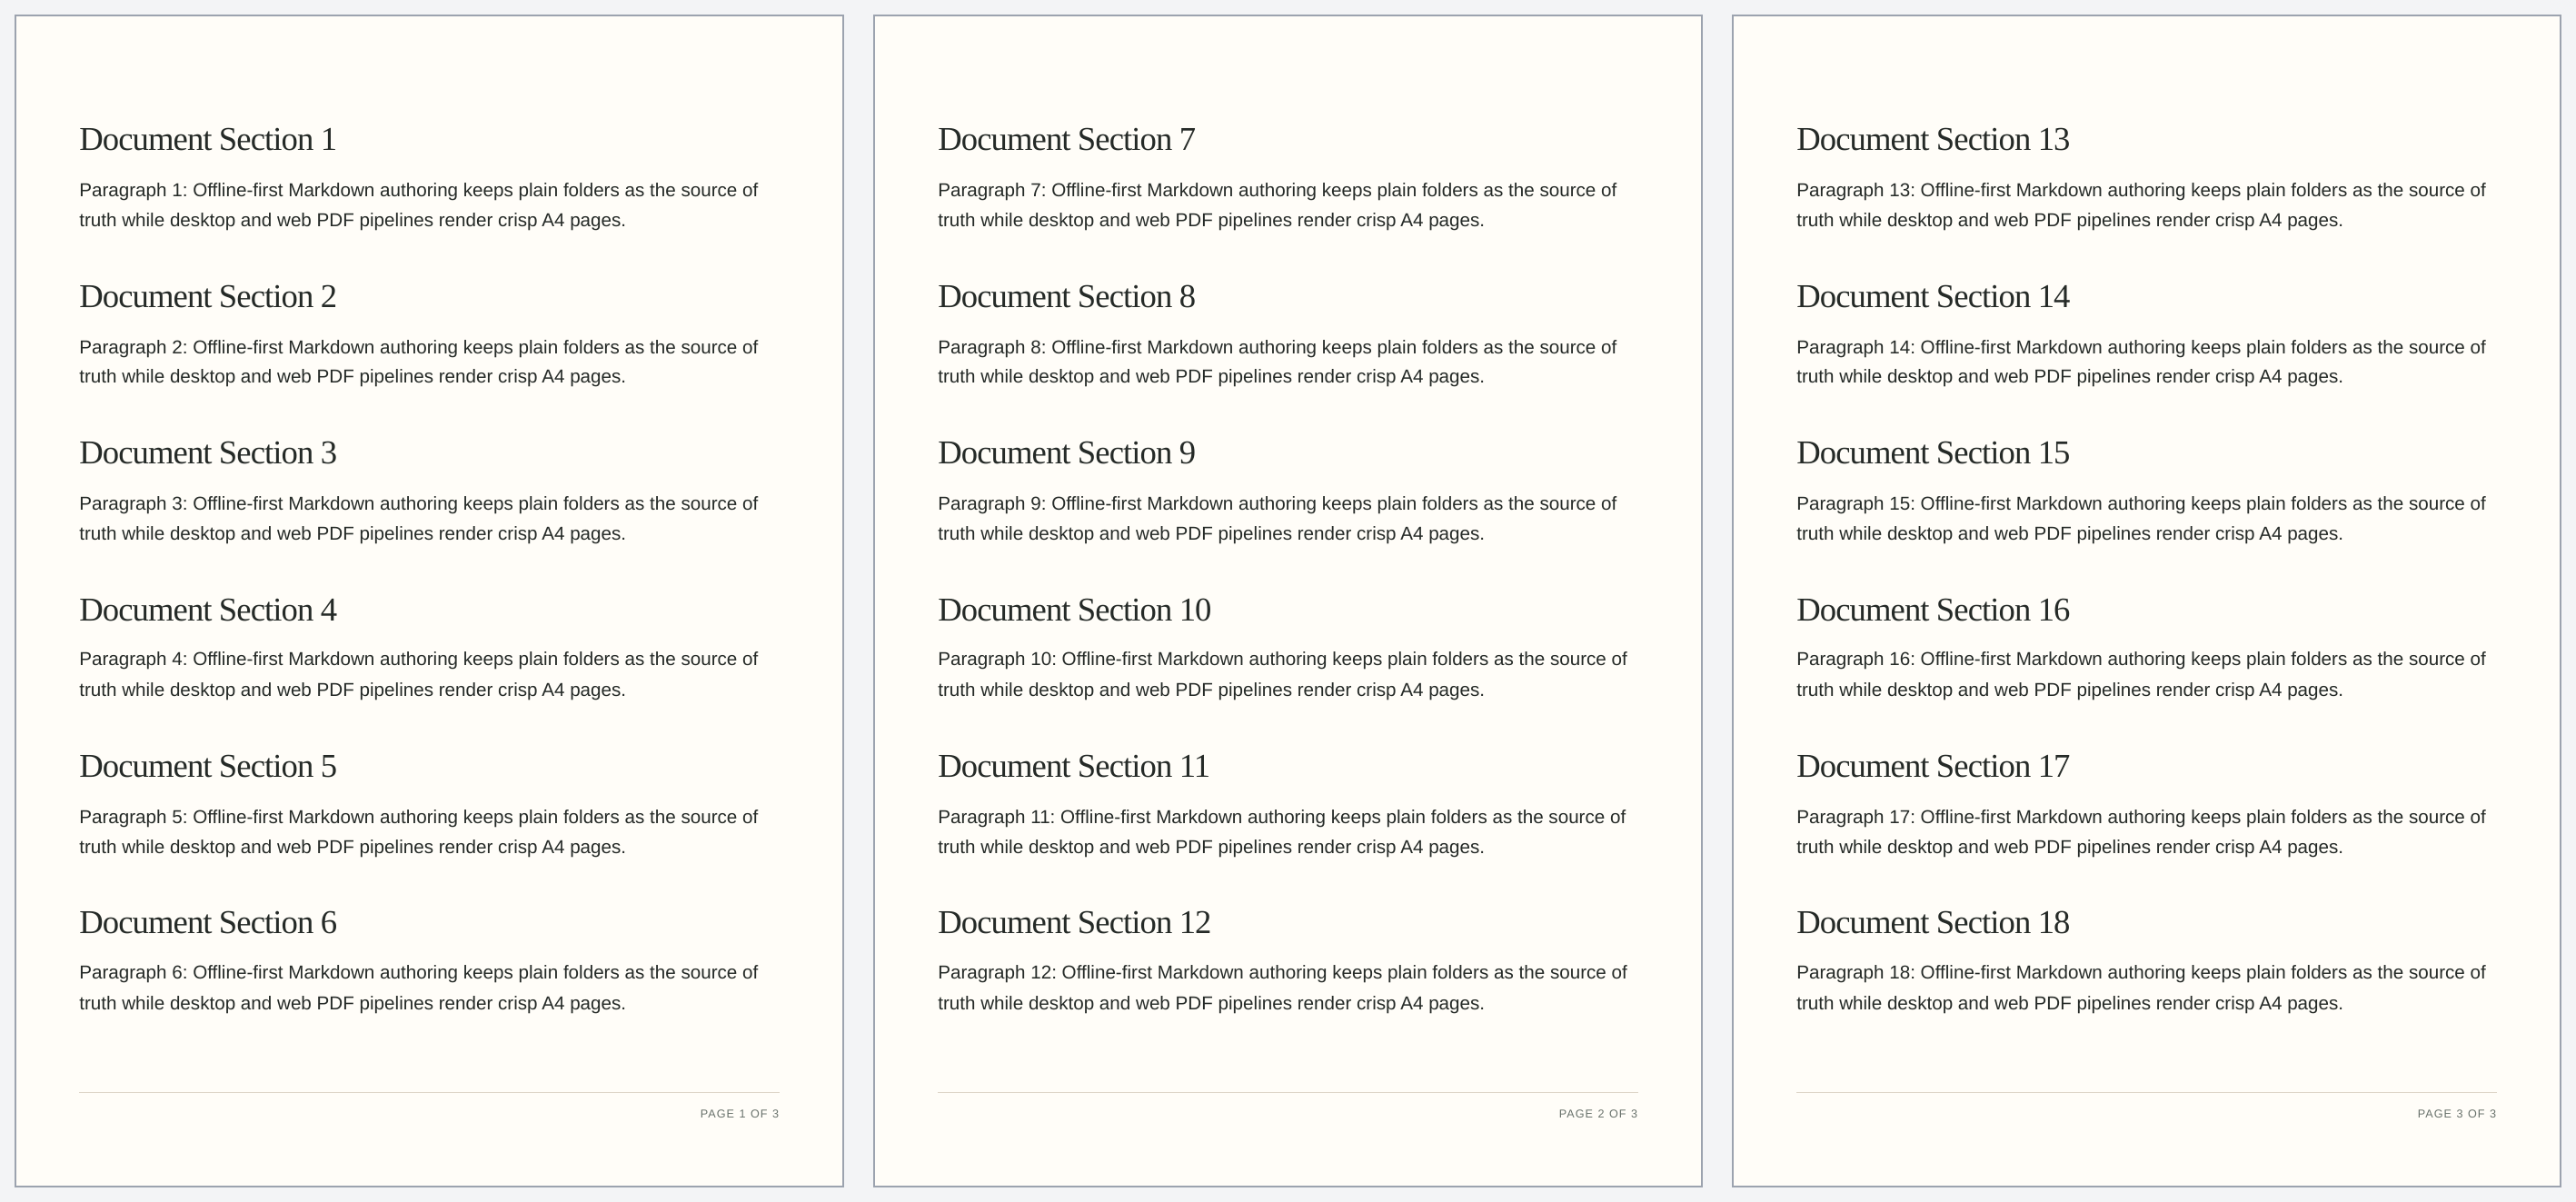 Document Section 1
Paragraph 1: Offline-first Markdown authoring keeps plain folders as the source of
truth while desktop and web PDF pipelines render crisp A4 pages.
Document Section 2
Paragraph 2: Offline-first Markdown authoring keeps plain folders as the source of
truth while desktop and web PDF pipelines render crisp A4 pages.
Document Section 3
Paragraph 3: Offline-first Markdown authoring keeps plain folders as the source of
truth while desktop and web PDF pipelines render crisp A4 pages.
Document Section 4
Paragraph 4: Offline-first Markdown authoring keeps plain folders as the source of
truth while desktop and web PDF pipelines render crisp A4 pages.
Document Section 5
Paragraph 5: Offline-first Markdown authoring keeps plain folders as the source of
truth while desktop and web PDF pipelines render crisp A4 pages.
Document Section 6
Paragraph 6: Offline-first Markdown authoring keeps plain folders as the source of
truth while desktop and web PDF pipelines render crisp A4 pages.
PAGE 1 OF 3
Document Section 7
Paragraph 7: Offline-first Markdown authoring keeps plain folders as the source of
truth while desktop and web PDF pipelines render crisp A4 pages.
Document Section 8
Paragraph 8: Offline-first Markdown authoring keeps plain folders as the source of
truth while desktop and web PDF pipelines render crisp A4 pages.
Document Section 9
Paragraph 9: Offline-first Markdown authoring keeps plain folders as the source of
truth while desktop and web PDF pipelines render crisp A4 pages.
Document Section 10
Paragraph 10: Offline-first Markdown authoring keeps plain folders as the source of
truth while desktop and web PDF pipelines render crisp A4 pages.
Document Section 11
Paragraph 11: Offline-first Markdown authoring keeps plain folders as the source of
truth while desktop and web PDF pipelines render crisp A4 pages.
Document Section 12
Paragraph 12: Offline-first Markdown authoring keeps plain folders as the source of
truth while desktop and web PDF pipelines render crisp A4 pages.
PAGE 2 OF 3
Document Section 13
Paragraph 13: Offline-first Markdown authoring keeps plain folders as the source of
truth while desktop and web PDF pipelines render crisp A4 pages.
Document Section 14
Paragraph 14: Offline-first Markdown authoring keeps plain folders as the source of
truth while desktop and web PDF pipelines render crisp A4 pages.
Document Section 15
Paragraph 15: Offline-first Markdown authoring keeps plain folders as the source of
truth while desktop and web PDF pipelines render crisp A4 pages.
Document Section 16
Paragraph 16: Offline-first Markdown authoring keeps plain folders as the source of
truth while desktop and web PDF pipelines render crisp A4 pages.
Document Section 17
Paragraph 17: Offline-first Markdown authoring keeps plain folders as the source of
truth while desktop and web PDF pipelines render crisp A4 pages.
Document Section 18
Paragraph 18: Offline-first Markdown authoring keeps plain folders as the source of
truth while desktop and web PDF pipelines render crisp A4 pages.
PAGE 3 OF 3